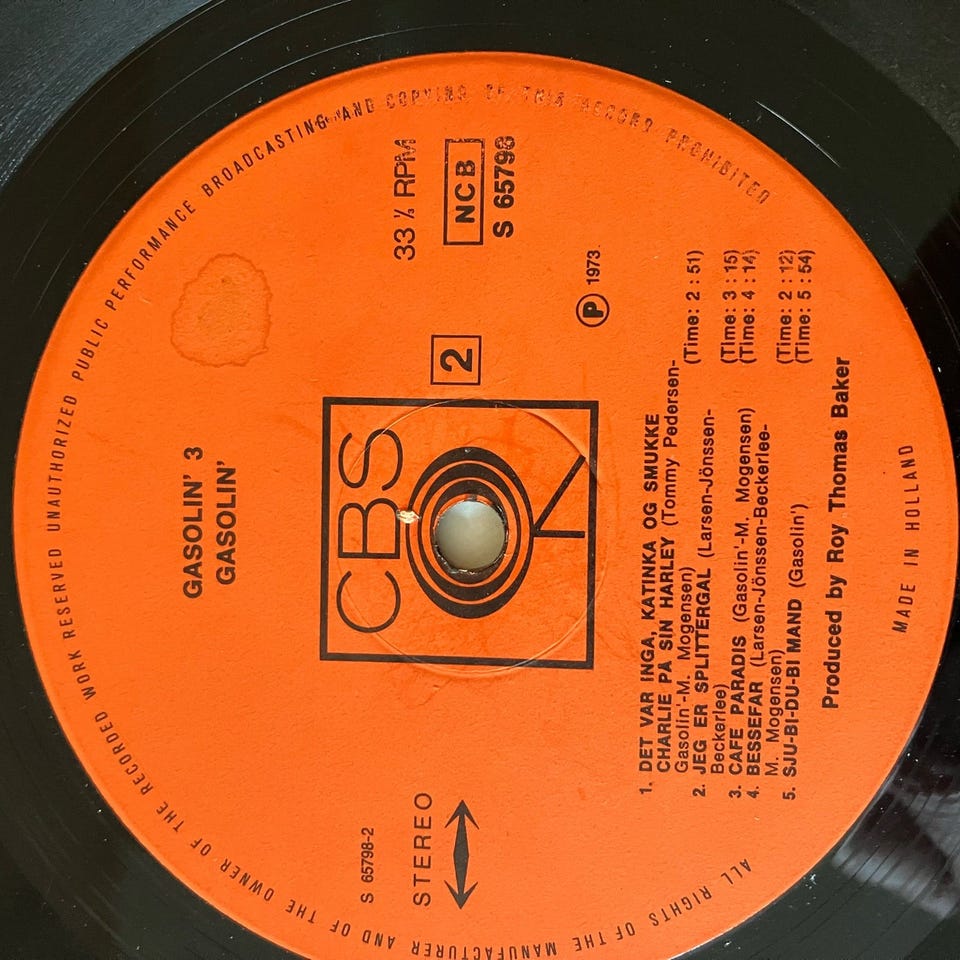 GASOLIN' 3
GASOLIN'
33 ⅓ RPM
NCB
S 65798
CBS
2
S 65798-2
STEREO
Ⓟ 1973
1. DET VAR INGA, KATINKA OG SMUKKE
CHARLIE PÅ SIN HARLEY (Tommy Pedersen-
Gasolin'-M. Mogensen) (Time: 2 : 51)
2. JEG ER SPLITTERGAL (Larsen-Jönssen-
Beckerlee) (Time: 3 : 15)
3. CAFE PARADIS (Gasolin'-M. Mogensen) (Time: 4 : 14)
4. BESSEFAR (Larsen-Jönssen-Beckerlee-
M. Mogensen) (Time: 2 : 12)
5. SJU-BI-DU-BI MAND (Gasolin') (Time: 5 : 54)
Produced by Roy Thomas Baker
MADE IN HOLLAND
ALL RIGHTS OF THE MANUFACTURER AND OF THE OWNER OF THE RECORDED WORK RESERVED UNAUTHORIZED PUBLIC PERFORMANCE BROADCASTING AND COPYING OF THIS RECORD PROHIBITED